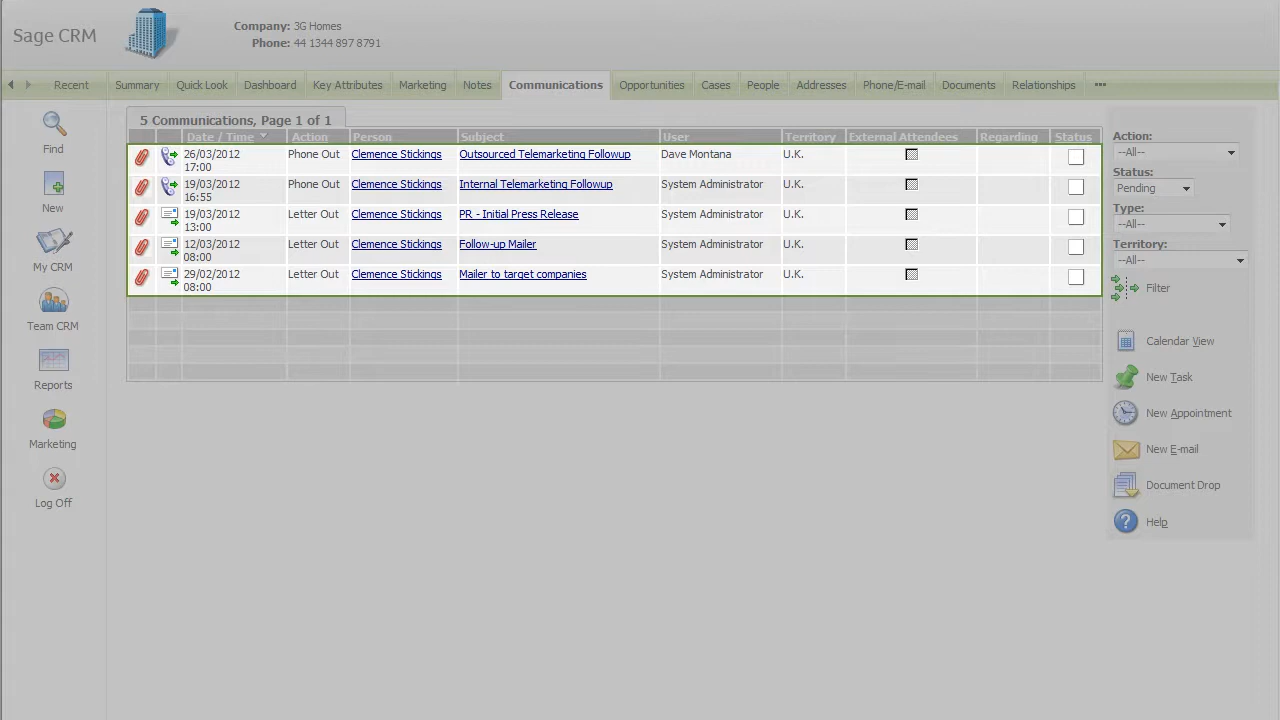 Sage CRM
Company: 3G Homes
Phone: 44 1344 897 8791
Recent Summary Quick Look Dashboard Key Attributes Marketing Notes Communications Opportunities Cases People Addresses Phone/E-mail Documents Relationships
Find
New
My CRM
Team CRM
Reports
Marketing
Log Off
5 Communications, Page 1 of 1
Date / Time Action Person Subject User Territory External Attendees Regarding Status
26/03/2012 Phone Out Clemence Stickings Outsourced Telemarketing Followup Dave Montana U.K.
17:00
19/03/2012 Phone Out Clemence Stickings Internal Telemarketing Followup System Administrator U.K.
16:55
19/03/2012 Letter Out Clemence Stickings PR - Initial Press Release System Administrator U.K.
13:00
12/03/2012 Letter Out Clemence Stickings Follow-up Mailer System Administrator U.K.
08:00
29/02/2012 Letter Out Clemence Stickings Mailer to target companies System Administrator U.K.
08:00
Action:
--All--
Status:
Pending
Type:
--All--
Territory:
--All--
Filter
Calendar View
New Task
New Appointment
New E-mail
Document Drop
Help